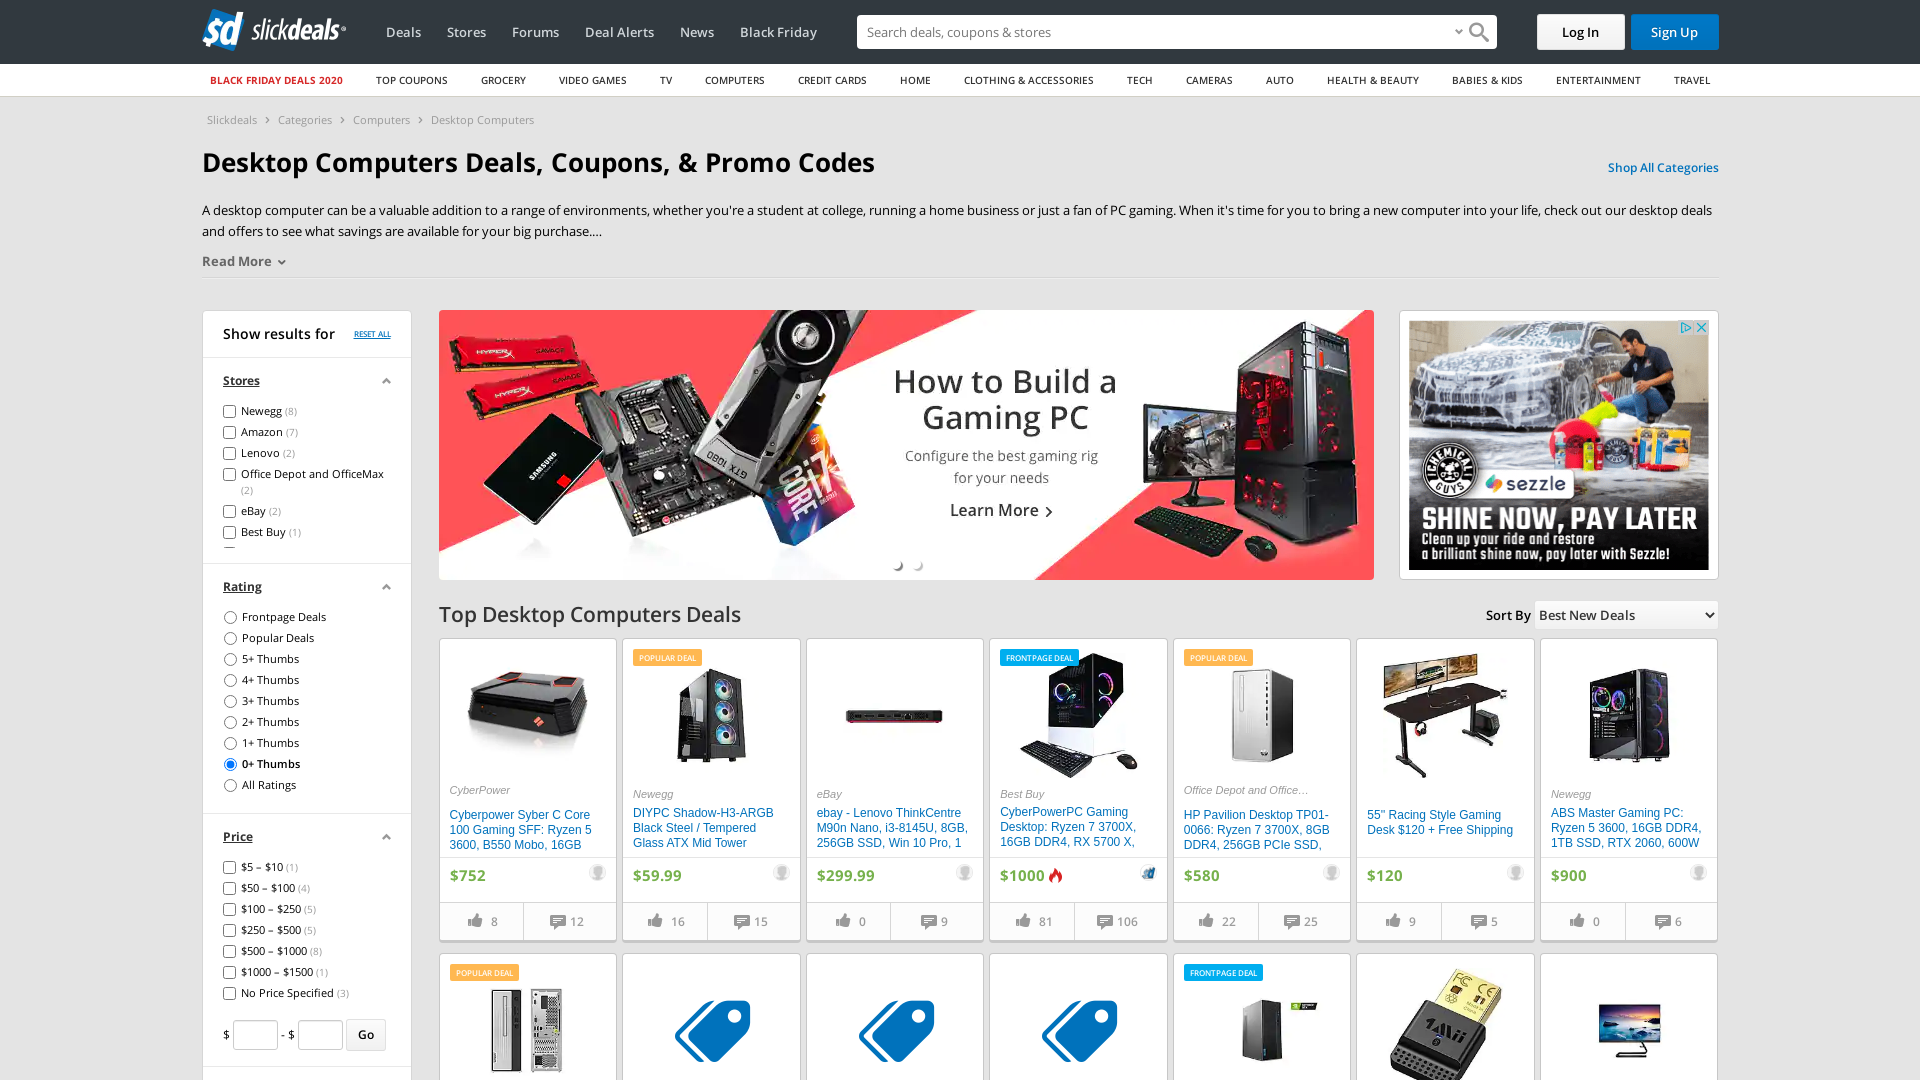 slickdeals
Deals
Stores
Forums
Deal Alerts
News
Black Friday
Search deals, coupons & stores
Log In
Sign Up
BLACK FRIDAY DEALS 2020
TOP COUPONS
GROCERY
VIDEO GAMES
TV
COMPUTERS
CREDIT CARDS
HOME
CLOTHING & ACCESSORIES
TECH
CAMERAS
AUTO
HEALTH & BEAUTY
BABIES & KIDS
ENTERTAINMENT
TRAVEL
Slickdeals
Categories
Computers
Desktop Computers
Desktop Computers Deals, Coupons, & Promo Codes
Shop All Categories
A desktop computer can be a valuable addition to a range of environments, whether you're a student at college, running a home business or just a fan of PC gaming. When it's time for you to bring a new computer into your life, check out our desktop deals
and offers to see what savings are available for your big purchase....
Read More
Show results for
RESET ALL
Stores
Newegg (8)
Amazon (7)
Lenovo (2)
Office Depot and OfficeMax
(2)
eBay (2)
Best Buy (1)
Rating
Frontpage Deals
Popular Deals
5+ Thumbs
4+ Thumbs
3+ Thumbs
2+ Thumbs
1+ Thumbs
0+ Thumbs
All Ratings
Price
$5 – $10 (1)
$50 – $100 (4)
$100 – $250 (5)
$250 – $500 (5)
$500 – $1000 (8)
$1000 – $1500 (1)
No Price Specified (3)
$
- $
Go
HYPERX
SAVAGE
HYPERX
SAMSUNG
GTX 1080
CORE i7
How to Build a
Gaming PC
Configure the best gaming rig
for your needs
Learn More
CHEMICAL
GUYS
sezzle
SHINE NOW, PAY LATER
Clean up your ride and restore
a brilliant shine now, pay later with Sezzle!
Top Desktop Computers Deals
Sort By
Best New Deals
CyberPower
Cyberpower Syber C Core
100 Gaming SFF: Ryzen 5
3600, B550 Mobo, 16GB
$752
8
12
POPULAR DEAL
Newegg
DIYPC Shadow-H3-ARGB
Black Steel / Tempered
Glass ATX Mid Tower
$59.99
16
15
eBay
ebay - Lenovo ThinkCentre
M90n Nano, i3-8145U, 8GB,
256GB SSD, Win 10 Pro, 1
$299.99
0
9
FRONTPAGE DEAL
Best Buy
CyberPowerPC Gaming
Desktop: Ryzen 7 3700X,
16GB DDR4, RX 5700 X,
$1000
81
106
POPULAR DEAL
Office Depot and Office…
HP Pavilion Desktop TP01-
0066: Ryzen 7 3700X, 8GB
DDR4, 256GB PCIe SSD,
$580
22
25
55" Racing Style Gaming
Desk $120 + Free Shipping
$120
9
5
Newegg
ABS Master Gaming PC:
Ryzen 5 3600, 16GB DDR4,
1TB SSD, RTX 2060, 600W
$900
0
6
POPULAR DEAL
FRONTPAGE DEAL
1Mii